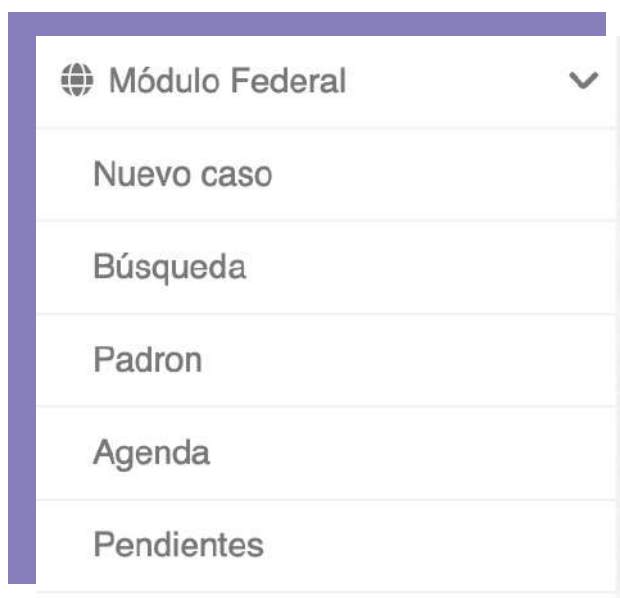 Módulo Federal
Nuevo caso
Búsqueda
Padron
Agenda
Pendientes